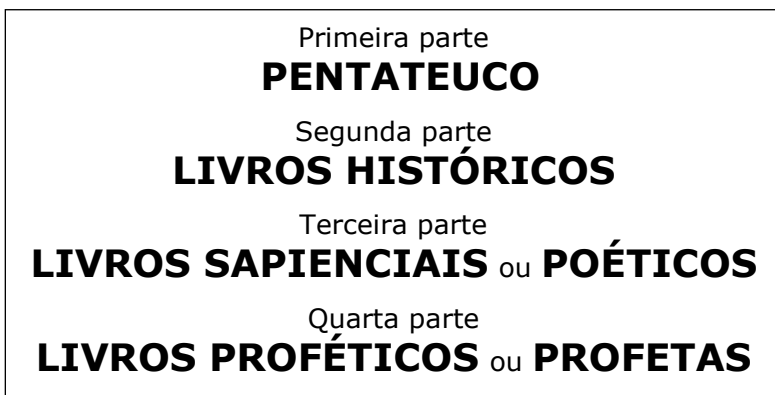 Primeira parte
PENTATEUCO
Segunda parte
LIVROS HISTÓRICOS
Terceira parte
LIVROS SAPIENCIAIS ou POÉTICOS
Quarta parte
LIVROS PROFÉTICOS ou PROFETAS